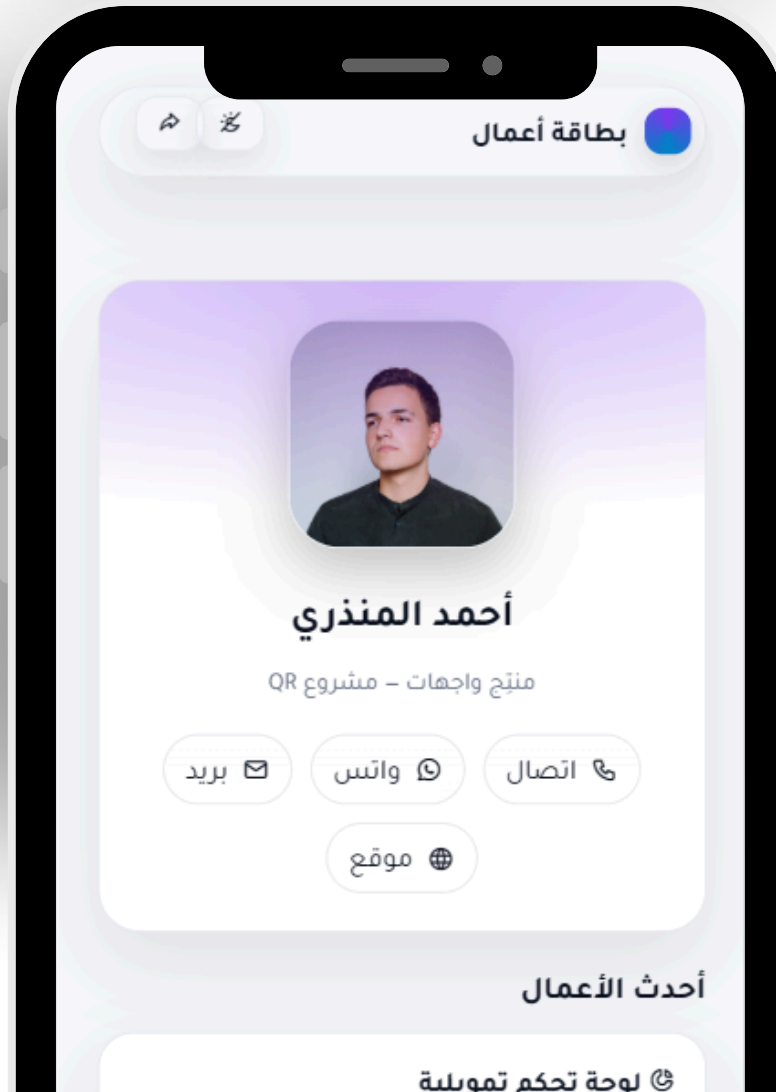 بطاقة أعمال
أحمد المنذري
منتِج واجهات – مشروع QR
اتصال
واتس
بريد
موقع
أحدث الأعمال
لوحة تحكم تمويلية